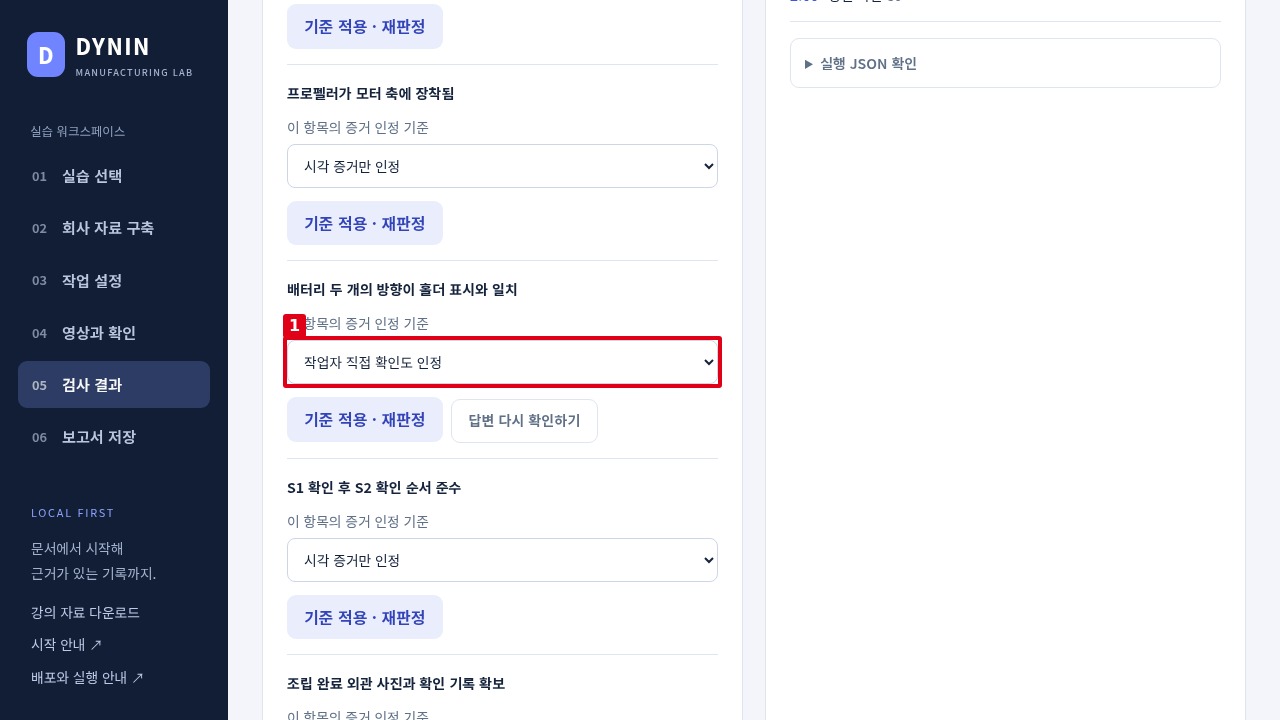 D
DYNIN
MANUFACTURING LAB
실습 워크스페이스
01 실습 선택
02 회사 자료 구축
03 작업 설정
04 영상과 확인
05 검사 결과
06 보고서 저장
LOCAL FIRST
문서에서 시작해
근거가 있는 기록까지.
강의 자료 다운로드
시작 안내 ↗
배포와 실행 안내 ↗
기준 적용 · 재판정
프로펠러가 모터 축에 장착됨
이 항목의 증거 인정 기준
시각 증거만 인정
기준 적용 · 재판정
배터리 두 개의 방향이 홀더 표시와 일치
1
항목의 증거 인정 기준
작업자 직접 확인도 인정
기준 적용 · 재판정
답변 다시 확인하기
S1 확인 후 S2 확인 순서 준수
이 항목의 증거 인정 기준
시각 증거만 인정
기준 적용 · 재판정
조립 완료 외관 사진과 확인 기록 확보
이 항목의 증거 인정 기준
▶ 실행 JSON 확인